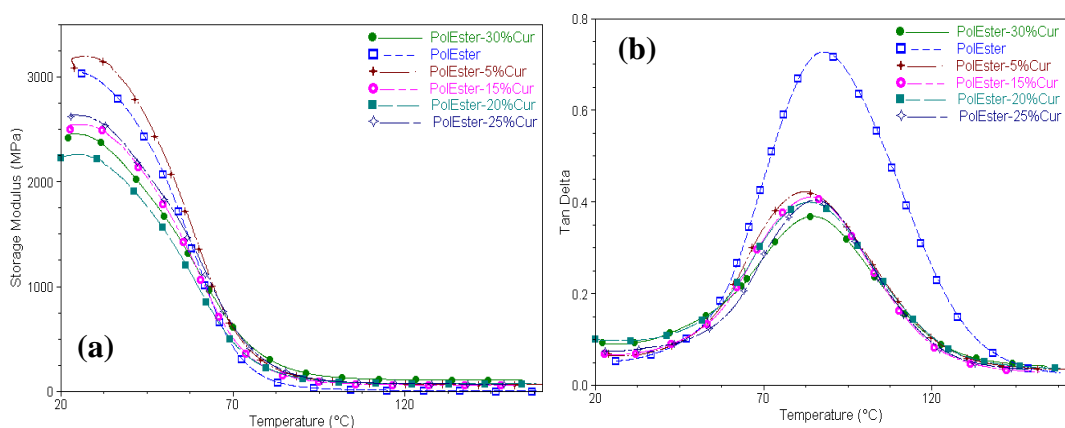 PolEster-30%Cur
PolEster
PolEster-5%Cur
PolEster-15%Cur
PolEster-20%Cur
PolEster-25%Cur
3000
2000
1000
0
Storage Modulus (MPa)
(a)
20
70
120
Temperature (°C)
0.8
0.6
0.4
0.2
0.0
Tan Delta
(b)
PolEster-30%Cur
PolEster
PolEster-5%Cur
PolEster-15%Cur
PolEster-20%Cur
PolEster-25%Cur
20
70
120
Temperature (°C)